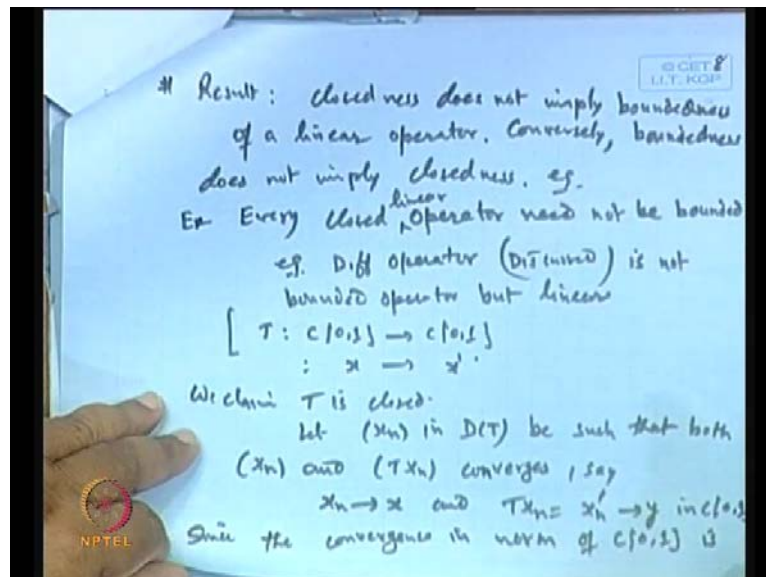 © CET 8
I.I.T. KGP
* Result: closedness does not imply boundedness
of a linear operator. Conversely, boundedness
does not imply closedness. eg.
Ex Every closed linear operator need not be bounded
eg. Diff operator (Discussed) is not
bounded operator but linear
[ T : C[0,1] → C[0,1]
: x → x'.
We claim T is closed.
Let (xn) in D(T) be such that both
(xn) and (Txn) converges, say
xn → x and Txn = xn' → y in C[0,1]
Since the convergence in norm of C[0,1] is
NPTEL